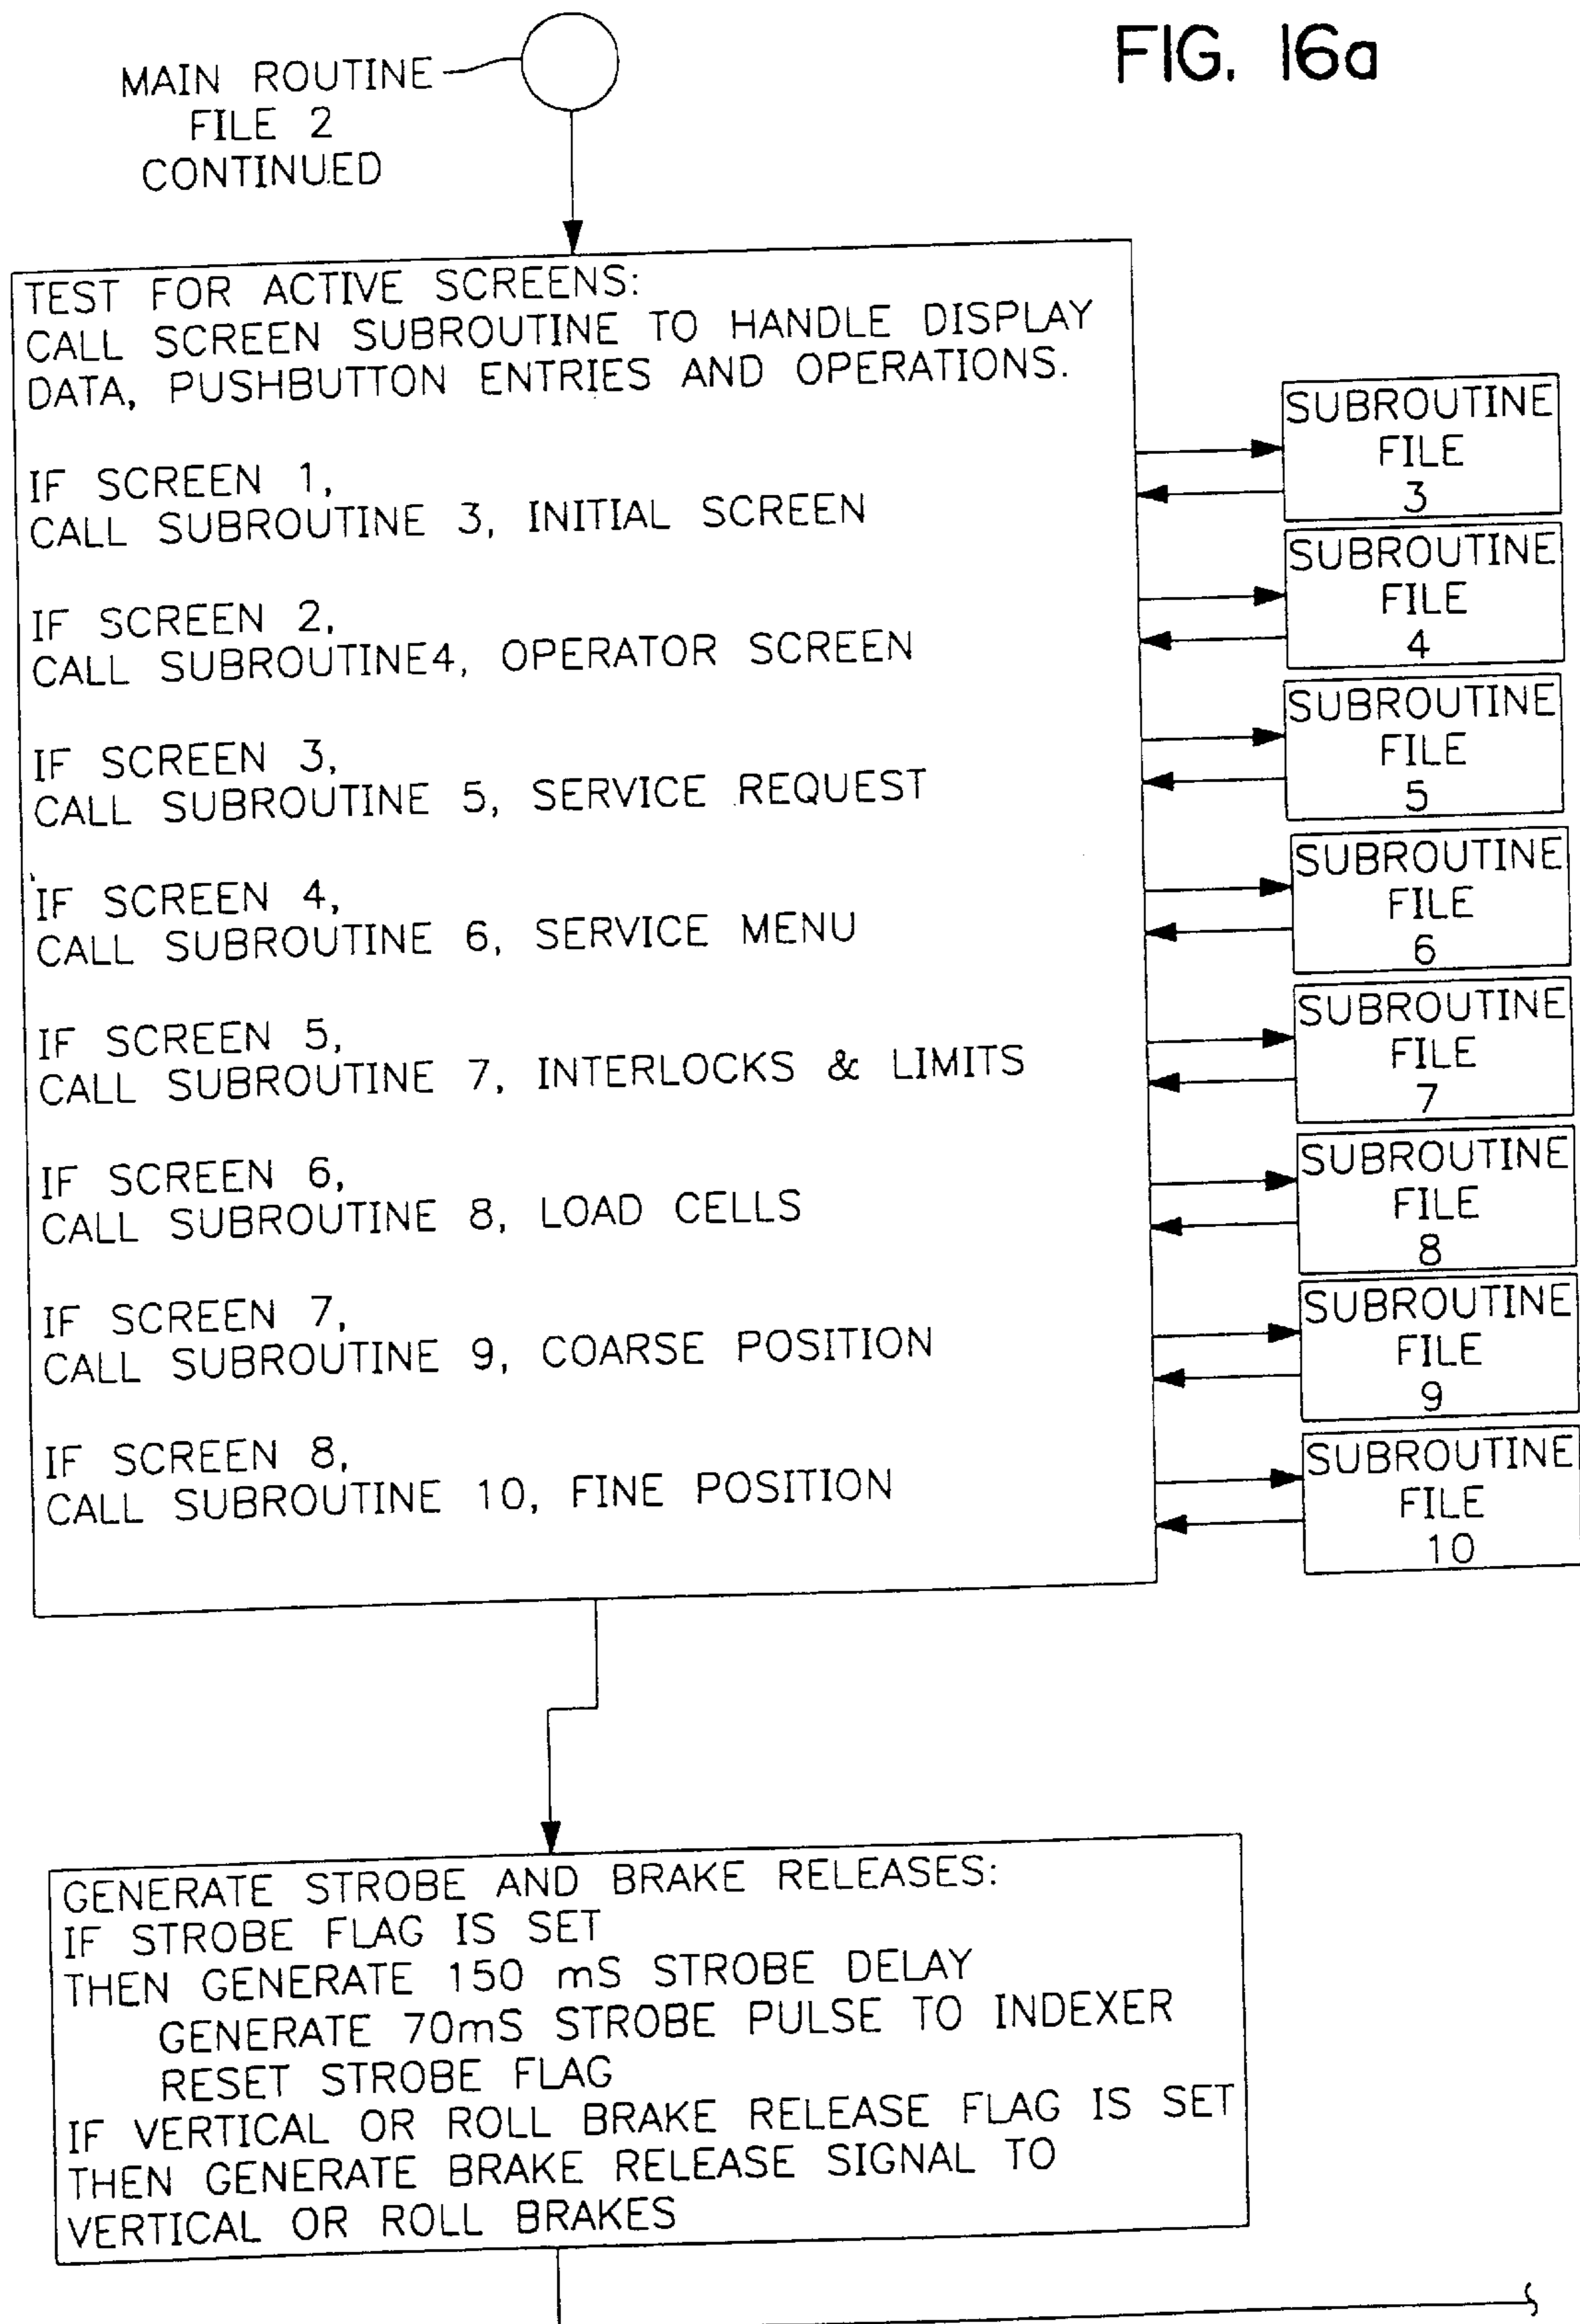 FIG. 16a
MAIN ROUTINE
FILE 2
CONTINUED
TEST FOR ACTIVE SCREENS:
CALL SCREEN SUBROUTINE TO HANDLE DISPLAY
DATA, PUSHBUTTON ENTRIES AND OPERATIONS.
IF SCREEN 1,
CALL SUBROUTINE 3, INITIAL SCREEN
IF SCREEN 2,
CALL SUBROUTINE4, OPERATOR SCREEN
IF SCREEN 3,
CALL SUBROUTINE 5, SERVICE REQUEST
IF SCREEN 4,
CALL SUBROUTINE 6, SERVICE MENU
IF SCREEN 5,
CALL SUBROUTINE 7, INTERLOCKS & LIMITS
IF SCREEN 6,
CALL SUBROUTINE 8, LOAD CELLS
IF SCREEN 7,
CALL SUBROUTINE 9, COARSE POSITION
IF SCREEN 8,
CALL SUBROUTINE 10, FINE POSITION
SUBROUTINE
FILE
3
SUBROUTINE
FILE
4
SUBROUTINE
FILE
5
SUBROUTINE
FILE
6
SUBROUTINE
FILE
7
SUBROUTINE
FILE
8
SUBROUTINE
FILE
9
SUBROUTINE
FILE
10
GENERATE STROBE AND BRAKE RELEASES:
IF STROBE FLAG IS SET
THEN GENERATE 150 mS STROBE DELAY
GENERATE 70mS STROBE PULSE TO INDEXER
RESET STROBE FLAG
IF VERTICAL OR ROLL BRAKE RELEASE FLAG IS SET
THEN GENERATE BRAKE RELEASE SIGNAL TO
VERTICAL OR ROLL BRAKES